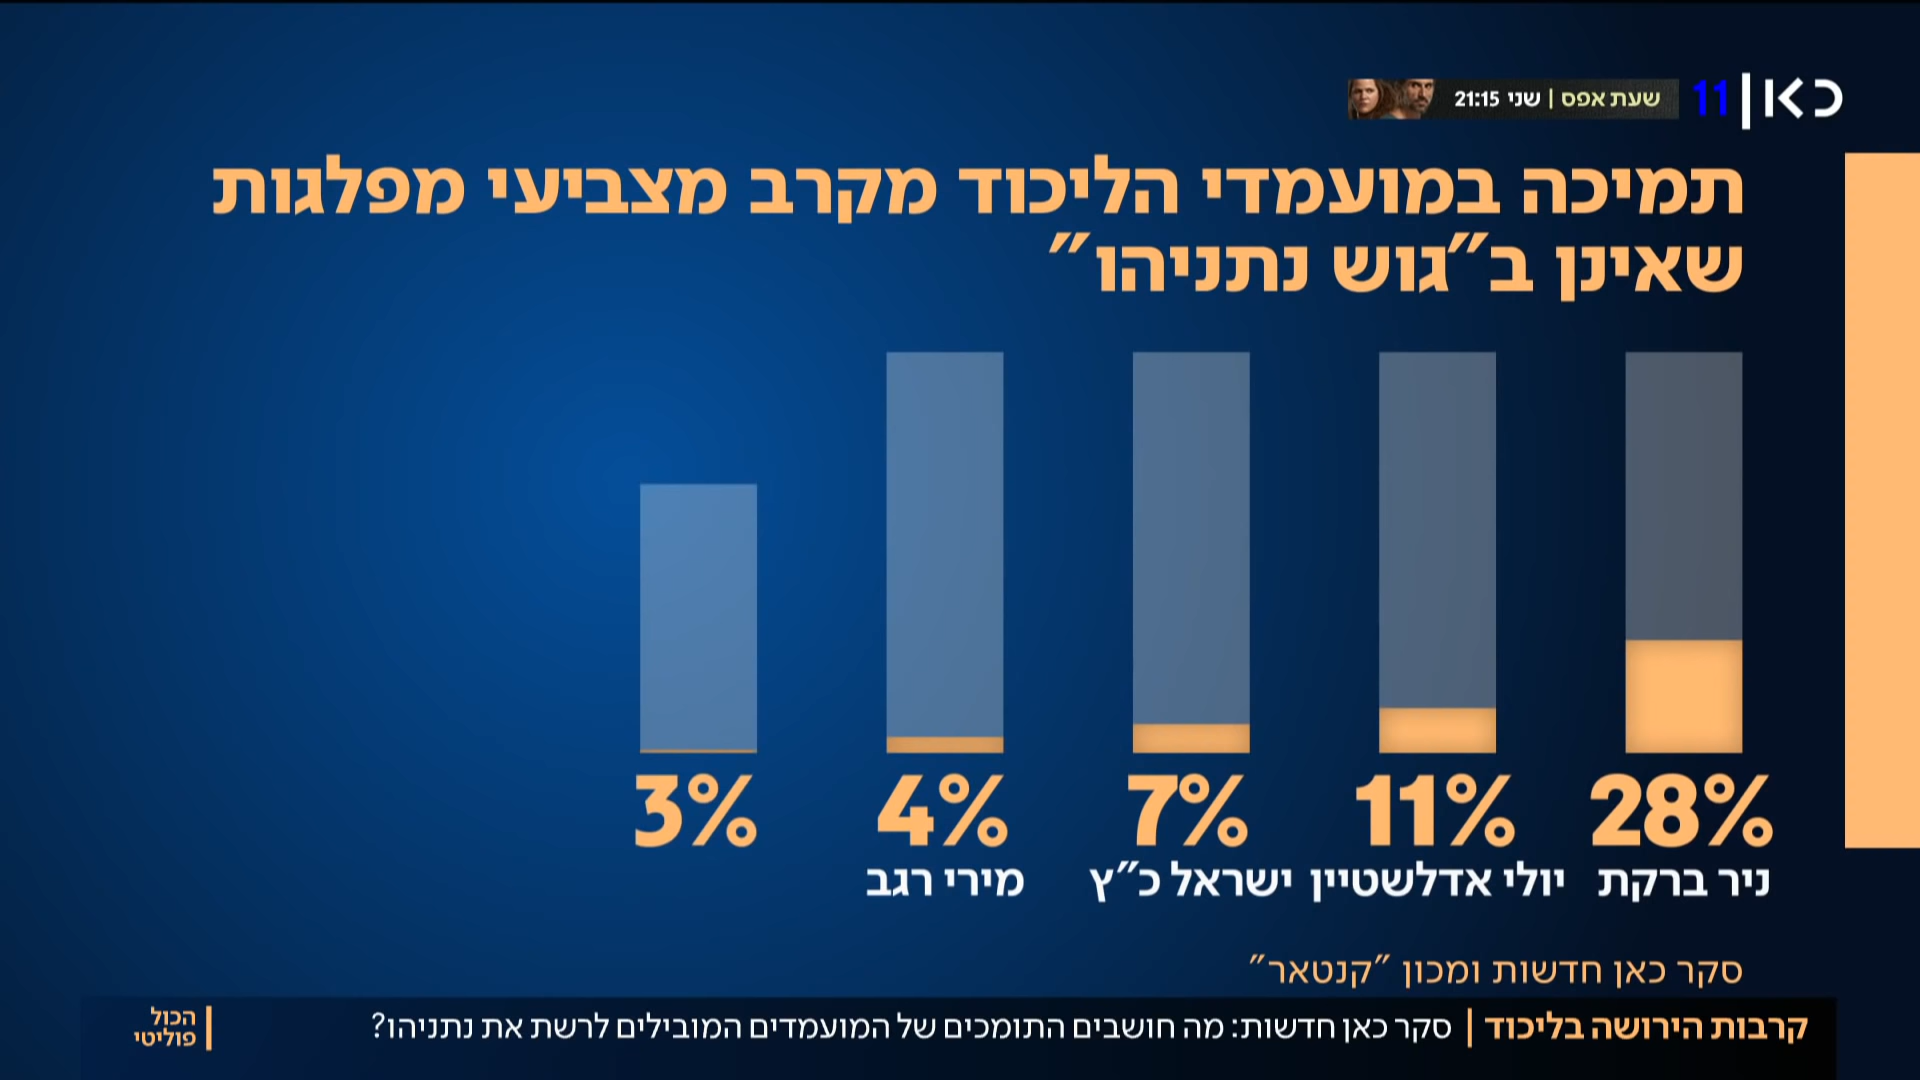 כאן 11
שעת אפס | שני 21:15
תמיכה במועמדי הליכוד מקרב מצביעי מפלגות
שאינן ב"גוש נתניהו"
28%
11%
7%
4%
3%
ניר ברקת
יולי אדלשטיין
ישראל כ"ץ
מירי רגב
סקר כאן חדשות ומכון "קנטאר"
קרבות הירושה בליכוד | סקר כאן חדשות: מה חושבים התומכים של המועמדים המובילים לרשת את נתניהו?
הכול
פוליטי